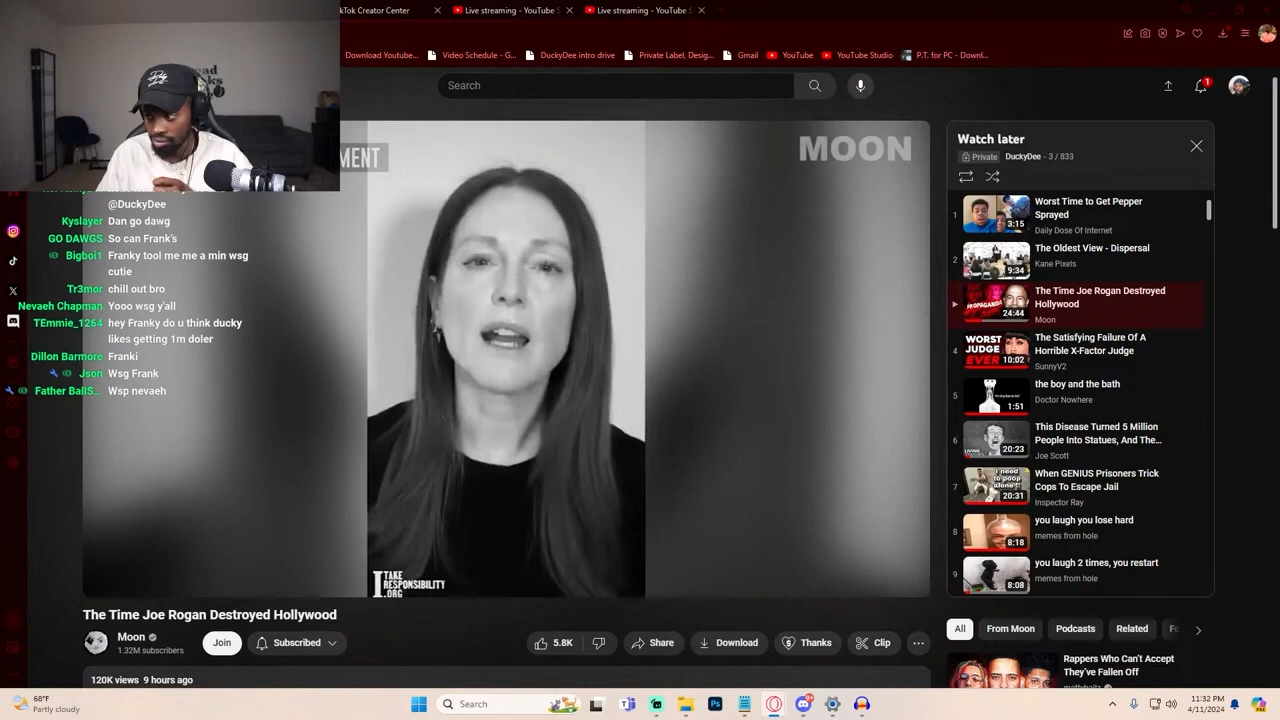 kTok Creator Center
Live streaming - YouTube S
Live streaming - YouTube S
Download Youtube...
Video Schedule - G...
DuckyDee intro drive
Private Label, Desig...
Gmail
YouTube
YouTube Studio
P.T. for PC - Downl...
Search
1
MENT
MOON
@DuckyDee
Kyslayer Dan go dawg
GO DAWGS So can Frank's
Bigboi1 Franky tool me me a min wsg
cutie
Tr3mor chill out bro
Nevaeh Chapman Yooo wsg y'all
TEmmie_1264 hey Franky do u think ducky
likes getting 1m doler
Dillon Barmore Franki
Json Wsg Frank
Father BallS... Wsp nevaeh
I TAKE
RESPONSIBILITY
.ORG
The Time Joe Rogan Destroyed Hollywood
Moon
1.32M subscribers
Join
Subscribed
5.8K
Share
Download
Thanks
Clip
120K views 9 hours ago
Watch later
Private DuckyDee - 3 / 833
1
3:15
Worst Time to Get Pepper
Sprayed
Daily Dose Of Internet
2
9:34
The Oldest View - Dispersal
Kane Pixels
PROPAGANDA
24:44
The Time Joe Rogan Destroyed
Hollywood
Moon
4
WORST
JUDGE
EVER
10:02
The Satisfying Failure Of A
Horrible X-Factor Judge
SunnyV2
5
1:51
the boy and the bath
Doctor Nowhere
6
LIVING
20:23
This Disease Turned 5 Million
People Into Statues, And The...
Joe Scott
7
I need
to poop
alone!!
20:31
When GENIUS Prisoners Trick
Cops To Escape Jail
Inspector Ray
8
8:18
you laugh you lose hard
memes from hole
9
8:08
you laugh 2 times, you restart
memes from hole
All
From Moon
Podcasts
Related
Fo
Rappers Who Can't Accept
They've Fallen Off
68°F
Partly cloudy
Search
11:32 PM
4/11/2024